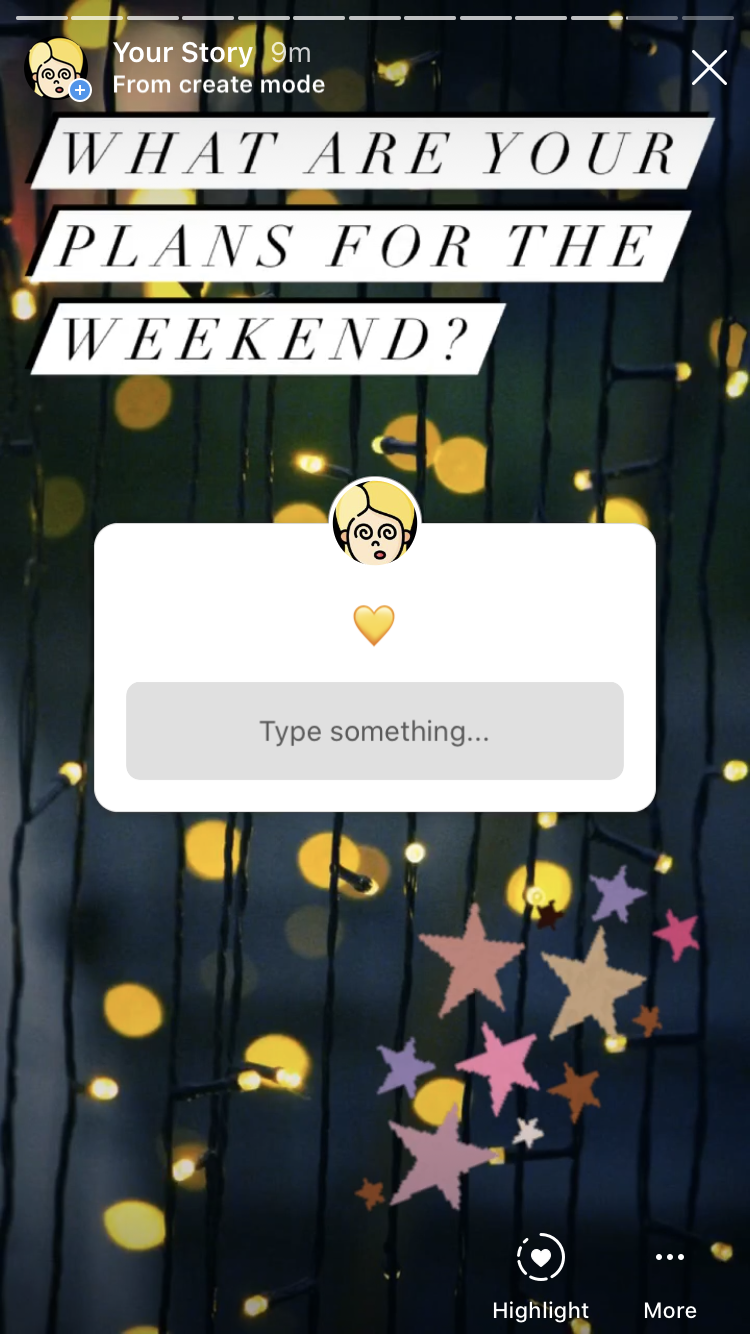 Your Story 9m
From create mode
WHAT ARE YOUR
PLANS FOR THE
WEEKEND?
💛
Type something...
Highlight
More